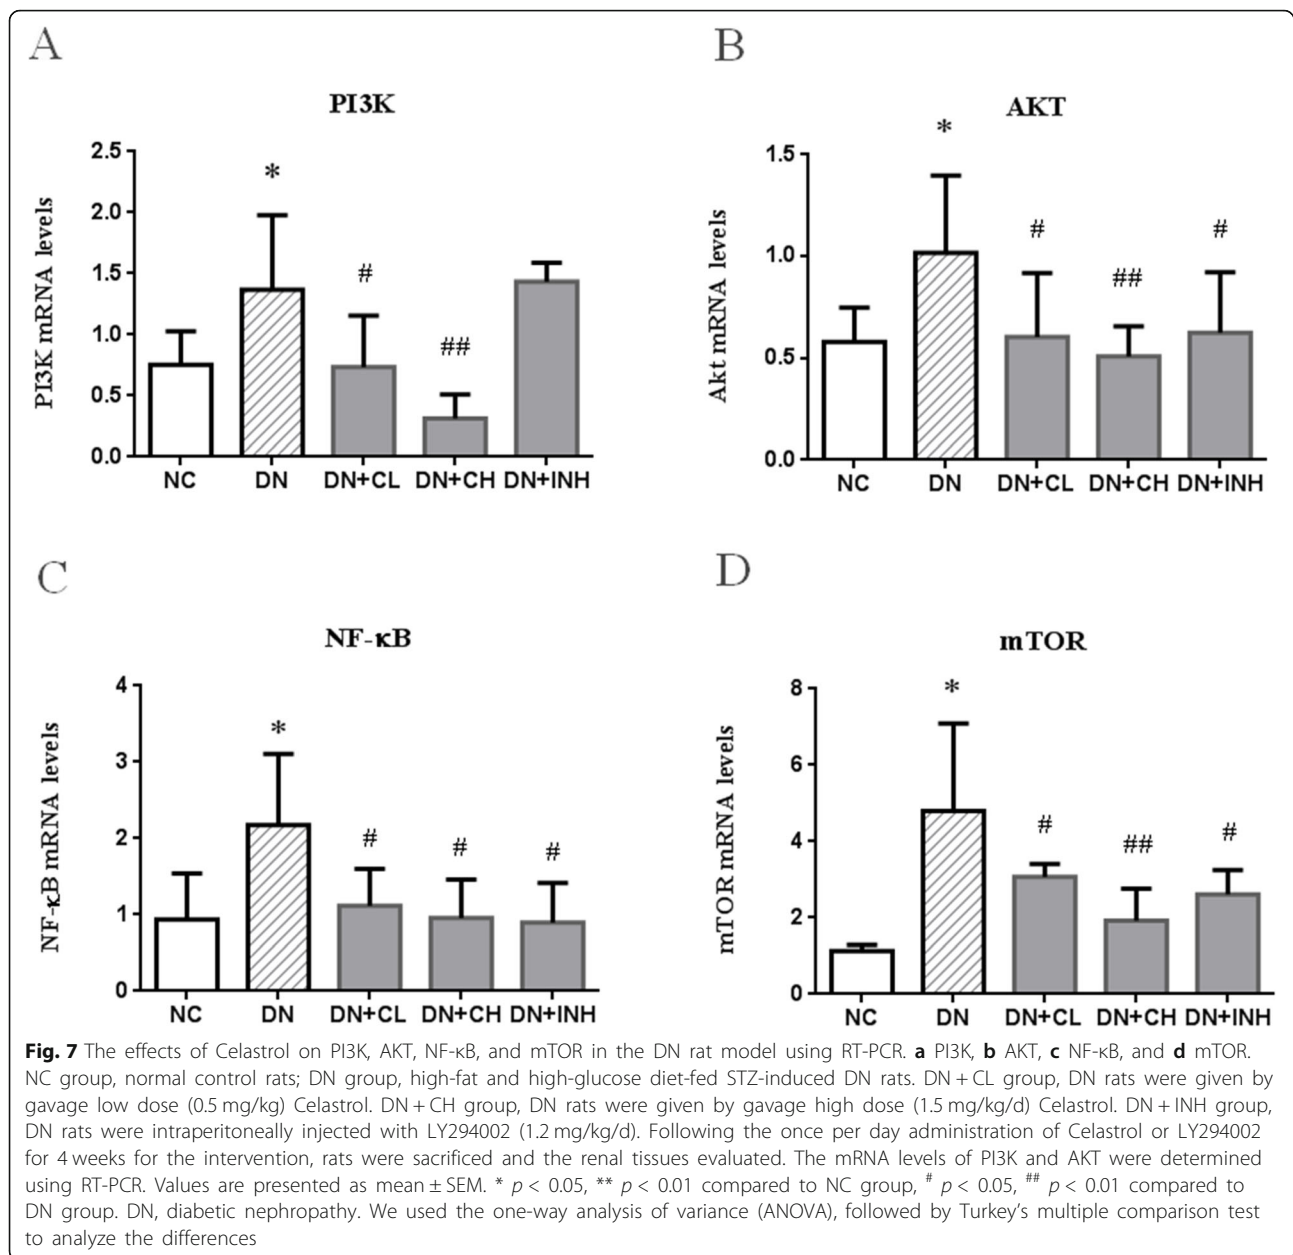 A
PI3K
*
#
##
PI3K mRNA levels
2.5
2.0
1.5
1.0
0.5
0.0
NC DN DN+CL DN+CH DN+INH
B
AKT
*
#
##
#
Akt mRNA levels
1.5
1.0
0.5
0.0
NC DN DN+CL DN+CH DN+INH
C
NF-κB
*
#
#
#
NF-κB mRNA levels
4
3
2
1
0
NC DN DN+CL DN+CH DN+INH
D
mTOR
*
#
##
#
mTOR mRNA levels
8
6
4
2
0
NC DN DN+CL DN+CH DN+INH
Fig. 7 The effects of Celastrol on PI3K, AKT, NF-κB, and mTOR in the DN rat model using RT-PCR. a PI3K, b AKT, c NF-κB, and d mTOR.
NC group, normal control rats; DN group, high-fat and high-glucose diet-fed STZ-induced DN rats. DN + CL group, DN rats were given by
gavage low dose (0.5 mg/kg) Celastrol. DN + CH group, DN rats were given by gavage high dose (1.5 mg/kg/d) Celastrol. DN + INH group,
DN rats were intraperitoneally injected with LY294002 (1.2 mg/kg/d). Following the once per day administration of Celastrol or LY294002
for 4 weeks for the intervention, rats were sacrificed and the renal tissues evaluated. The mRNA levels of PI3K and AKT were determined
using RT-PCR. Values are presented as mean ± SEM. * p < 0.05, ** p < 0.01 compared to NC group, # p < 0.05, ## p < 0.01 compared to
DN group. DN, diabetic nephropathy. We used the one-way analysis of variance (ANOVA), followed by Turkey's multiple comparison test
to analyze the differences